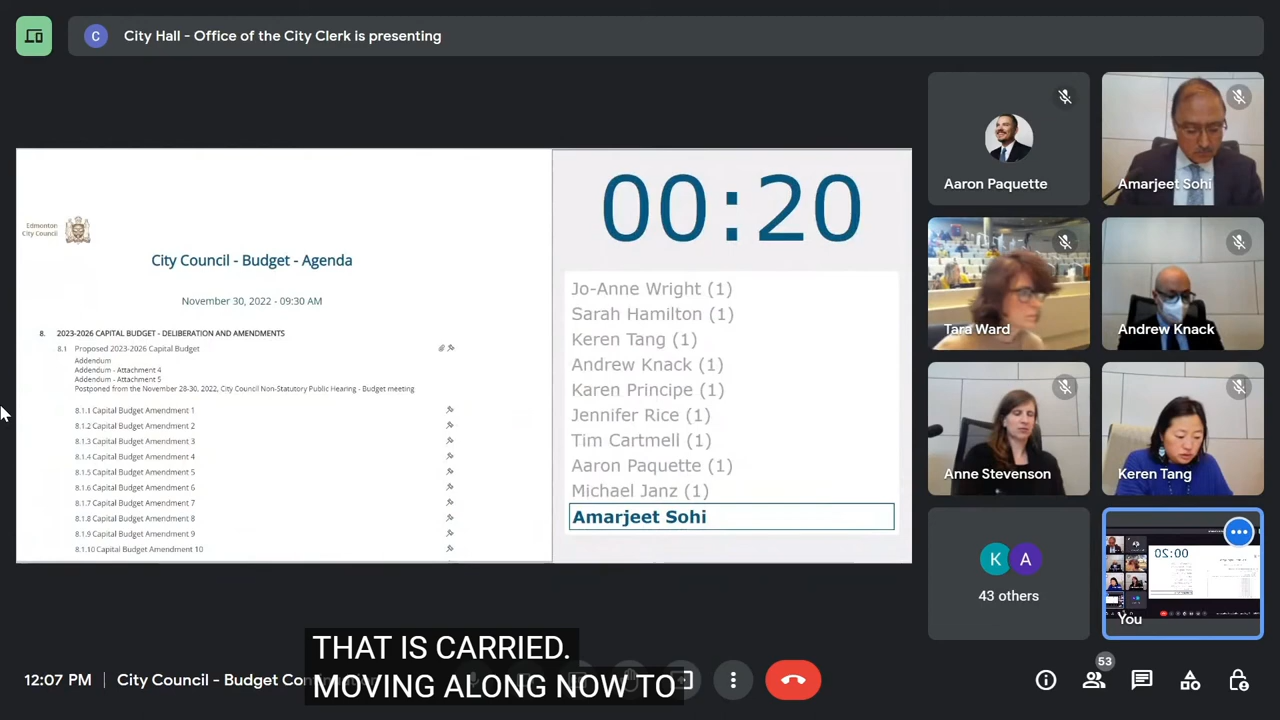 C City Hall - Office of the City Clerk is presenting
Edmonton
City Council
City Council - Budget - Agenda
November 30, 2022 - 09:30 AM
8. 2023-2026 CAPITAL BUDGET - DELIBERATION AND AMENDMENTS
8.1 Proposed 2023-2026 Capital Budget
Addendum
Addendum - Attachment 4
Addendum - Attachment 5
Postponed from the November 28-30, 2022, City Council Non-Statutory Public Hearing - Budget meeting
8.1.1 Capital Budget Amendment 1
8.1.2 Capital Budget Amendment 2
8.1.3 Capital Budget Amendment 3
8.1.4 Capital Budget Amendment 4
8.1.5 Capital Budget Amendment 5
8.1.6 Capital Budget Amendment 6
8.1.7 Capital Budget Amendment 7
8.1.8 Capital Budget Amendment 8
8.1.9 Capital Budget Amendment 9
8.1.10 Capital Budget Amendment 10
00:20
Jo-Anne Wright (1)
Sarah Hamilton (1)
Keren Tang (1)
Andrew Knack (1)
Karen Principe (1)
Jennifer Rice (1)
Tim Cartmell (1)
Aaron Paquette (1)
Michael Janz (1)
Amarjeet Sohi
Aaron Paquette
Amarjeet Sohi
Tara Ward
Andrew Knack
Anne Stevenson
Keren Tang
K A
43 others
00:20
You
THAT IS CARRIED.
MOVING ALONG NOW TO
12:07 PM
City Council - Budget Con
53